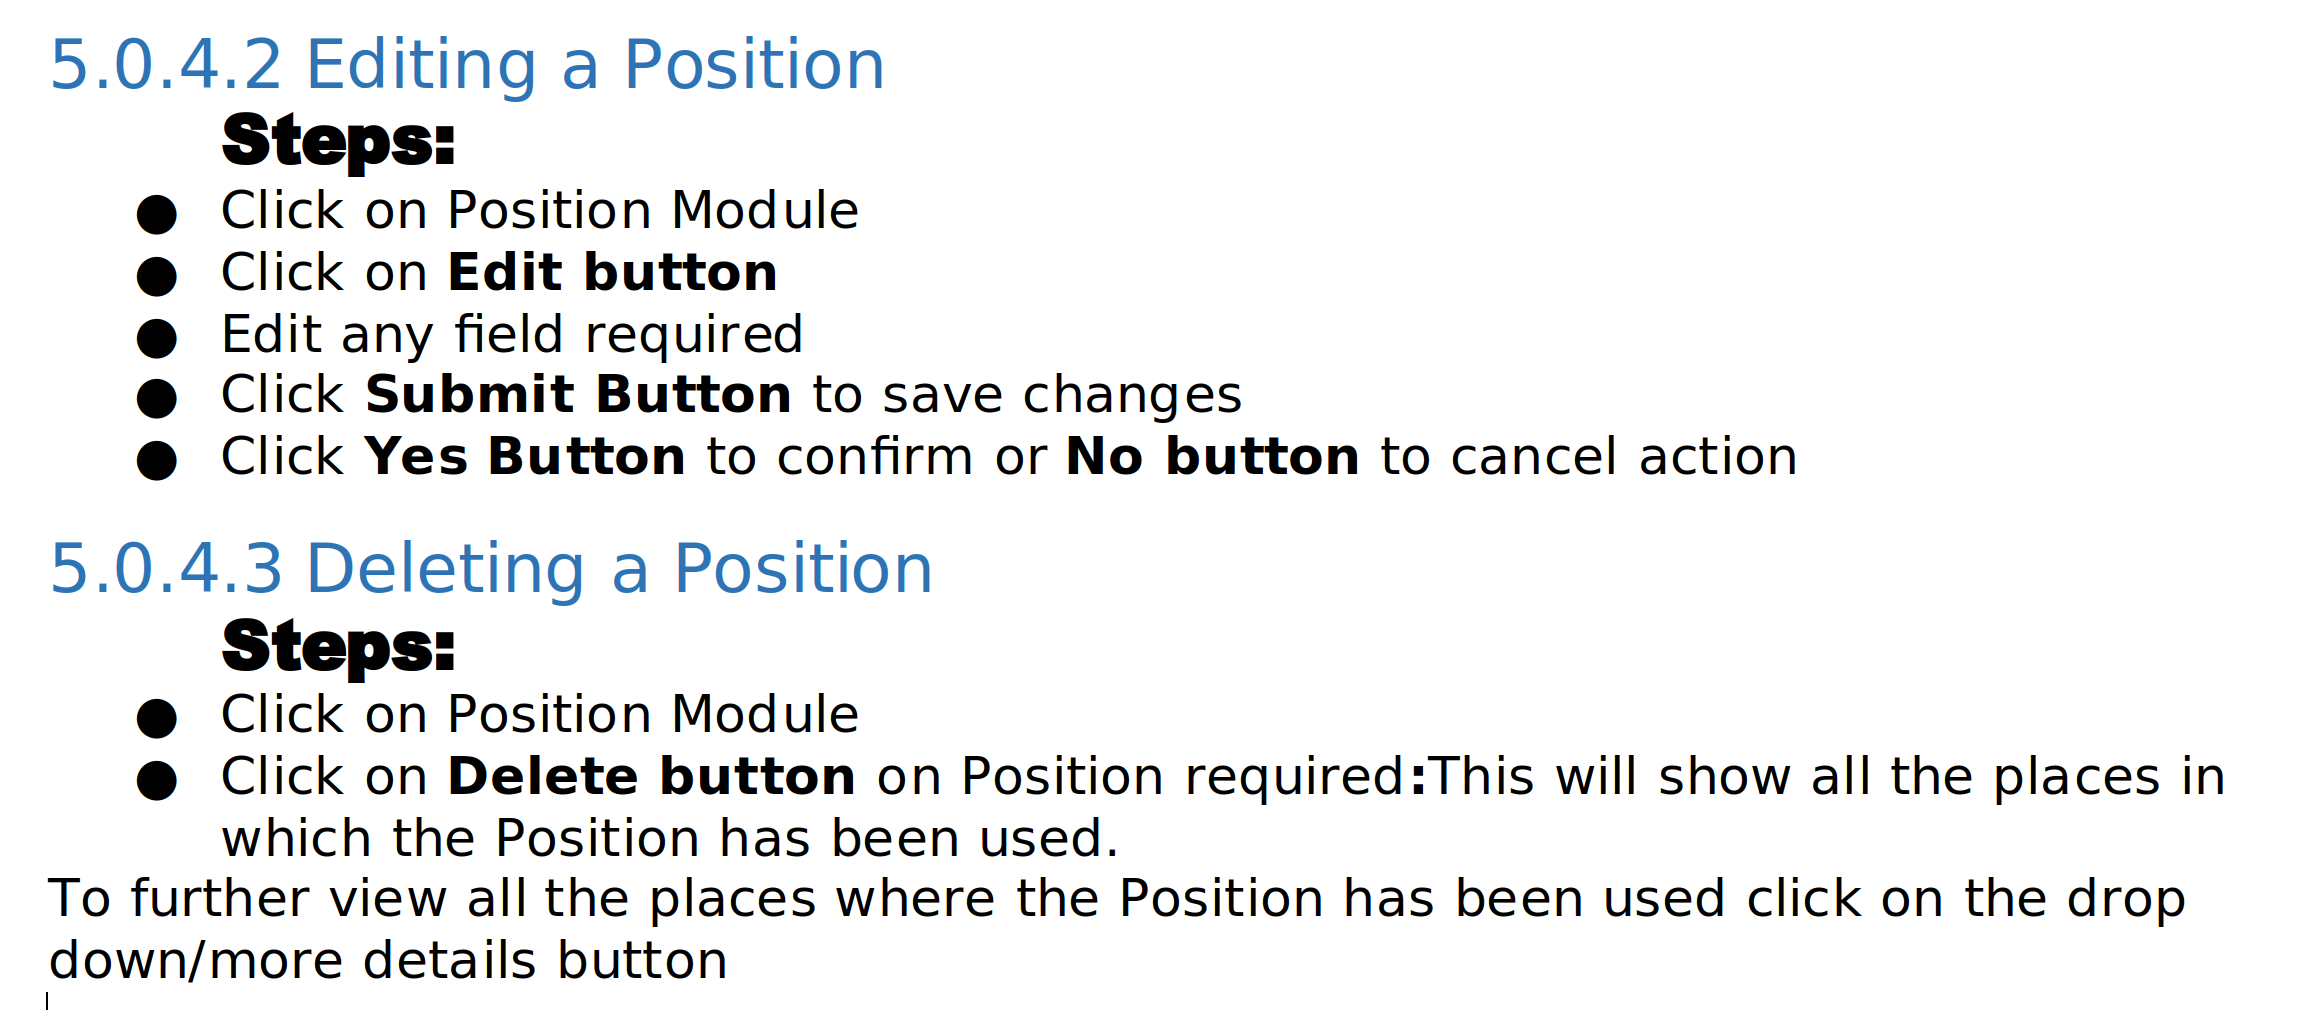 5.0.4.2 Editing a Position
Steps:
● Click on Position Module
● Click on Edit button
● Edit any field required
● Click Submit Button to save changes
● Click Yes Button to confirm or No button to cancel action
5.0.4.3 Deleting a Position
Steps:
● Click on Position Module
● Click on Delete button on Position required:This will show all the places in
which the Position has been used.
To further view all the places where the Position has been used click on the drop
down/more details button